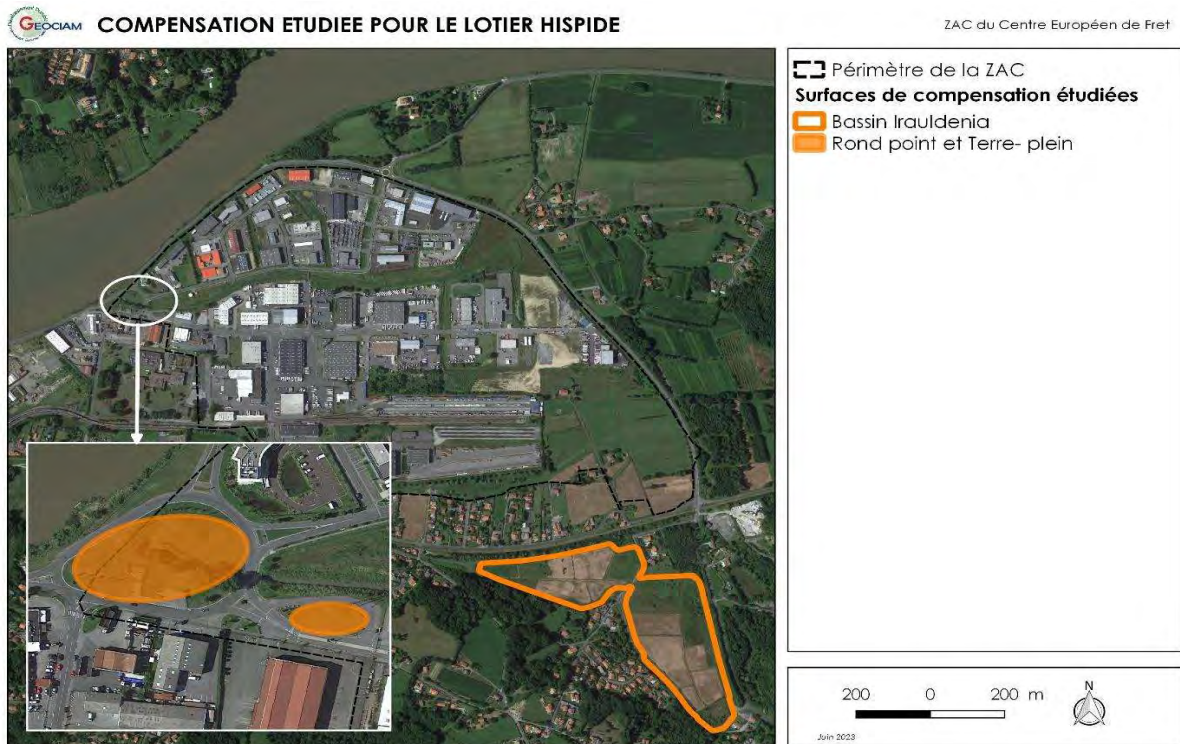 GEOCIAM
COMPENSATION ETUDIEE POUR LE LOTIER HISPIDE
ZAC du Centre Européen de Fret
Périmètre de la ZAC
Surfaces de compensation étudiées
Bassin Irauldenia
Rond point et Terre- plein
200 0 200 m
N
Juin 2023